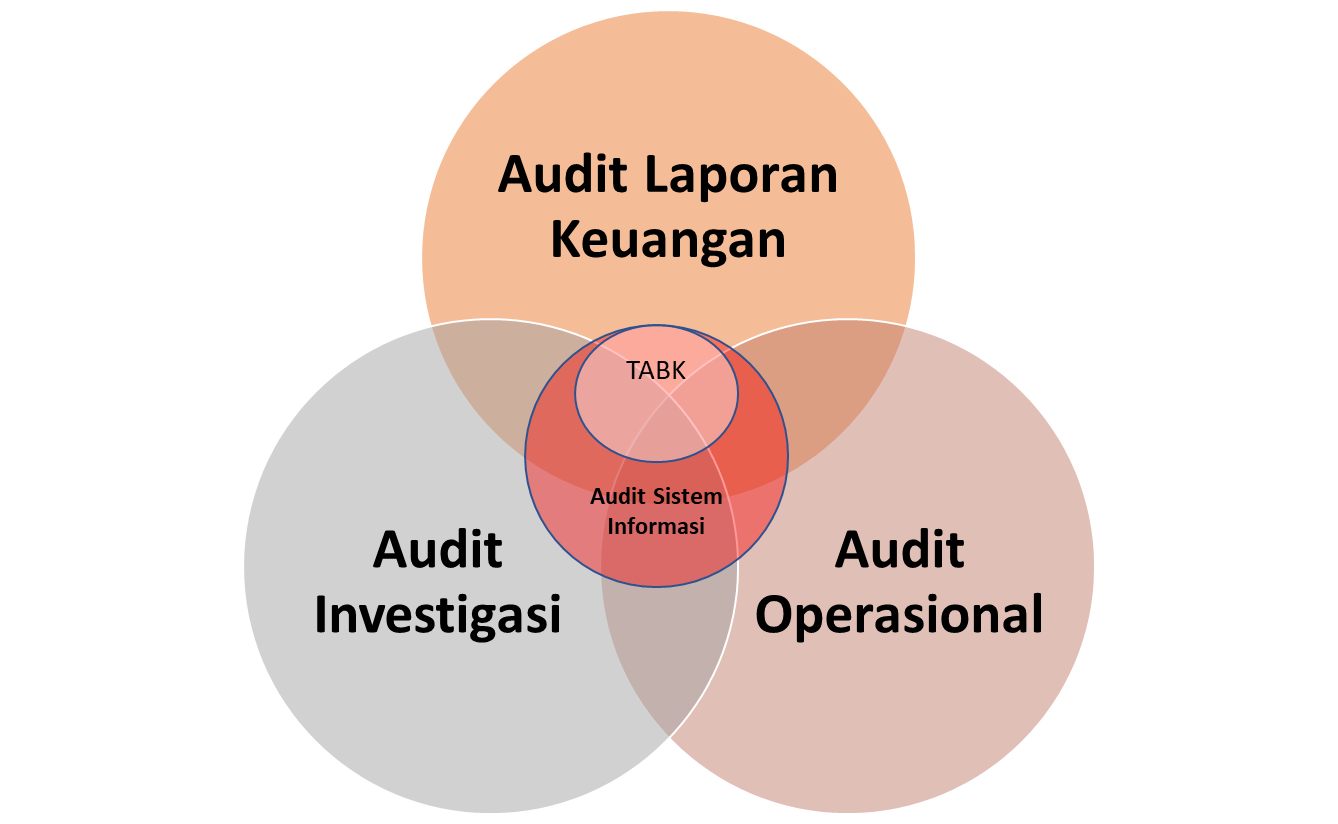 Audit Laporan
Keuangan
TABK
Audit Sistem
Informasi
Audit
Investigasi
Audit
Operasional